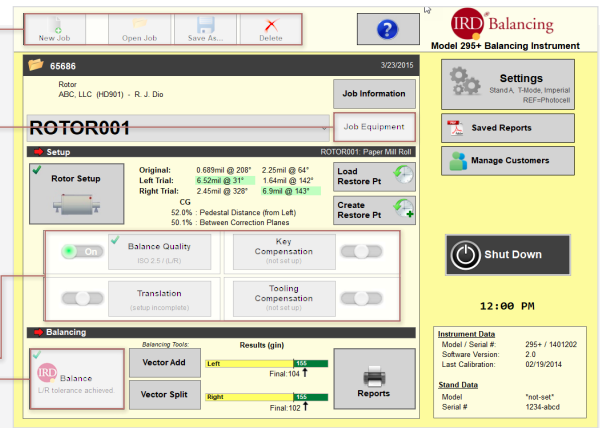 New Job
Open Job
Save As...
Delete
?
IRD Balancing
Model 295+ Balancing Instrument
65686
3/23/2015
Rotor
ABC, LLC (HD901) - R. J. Dio
Job Information
ROTOR001
Job Equipment
Setup
ROTOR001: Paper Mill Roll
Rotor Setup
Original: 0.689mil @ 208° 2.25mil @ 64°
Left Trial: 6.52mil @ 31° 1.64mil @ 142°
Right Trial: 2.45mil @ 328° 6.9mil @ 143°
CG
52.0% : Pedestal Distance (from Left)
50.1% : Between Correction Planes
Load
Restore Pt
Create
Restore Pt
On
Balance Quality
ISO 2.5 / (L/R)
Key
Compensation
(not set up)
Translation
(setup incomplete)
Tooling
Compensation
(not set up)
Balancing
Balancing Tools:
Results (gin)
IRD
Balance
L/R tolerance achieved.
Vector Add
Left 155
Final:104
Vector Split
Right 155
Final:102
Reports
Settings
Stand A, T-Mode, Imperial
REF=Photocell
Saved Reports
Manage Customers
Shut Down
12:00 PM
Instrument Data
Model / Serial #: 295+ / 1401202
Software Version: 2.0
Last Calibration: 02/19/2014
Stand Data
Model "not-set"
Serial # 1234-abcd